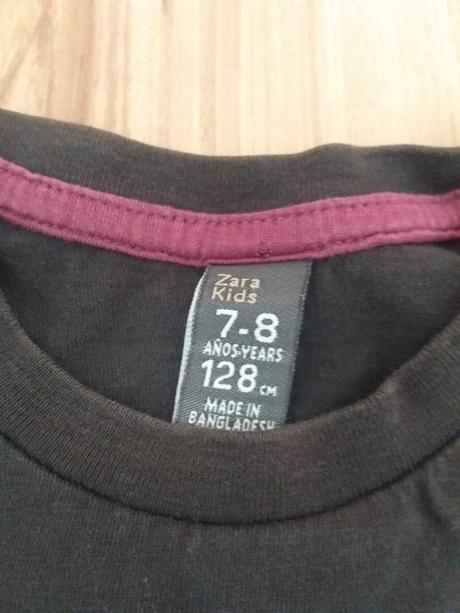 Zara
Kids
7-8
AÑOS-YEARS
128 CM
MADE IN
BANGLADESH